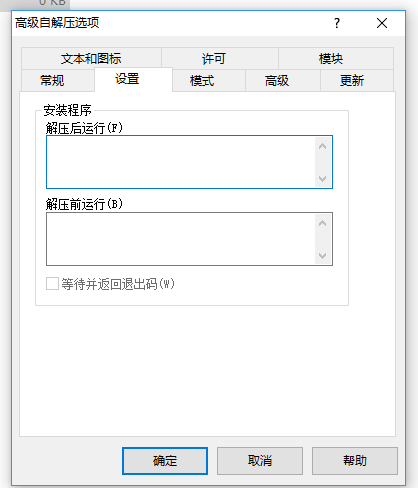 0 KB
高级自解压选项
?
文本和图标 许可 模块
常规 设置 模式 高级 更新
安装程序
解压后运行(F)
解压前运行(B)
等待并返回退出码(W)
确定 取消 帮助